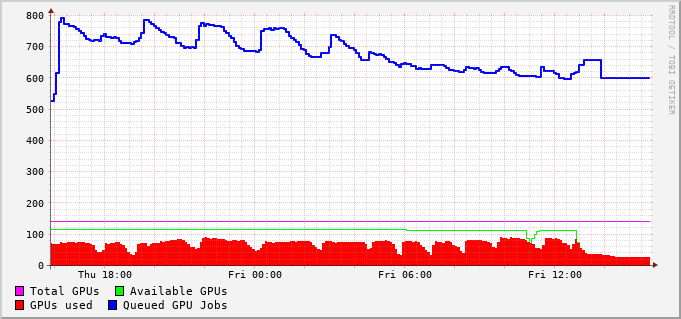 800
700
600
500
400
300
200
100
0
Thu 18:00 Fri 00:00 Fri 06:00 Fri 12:00
Total GPUs Available GPUs
GPUs used Queued GPU Jobs
RRDTOOL / TOBI OETIKER